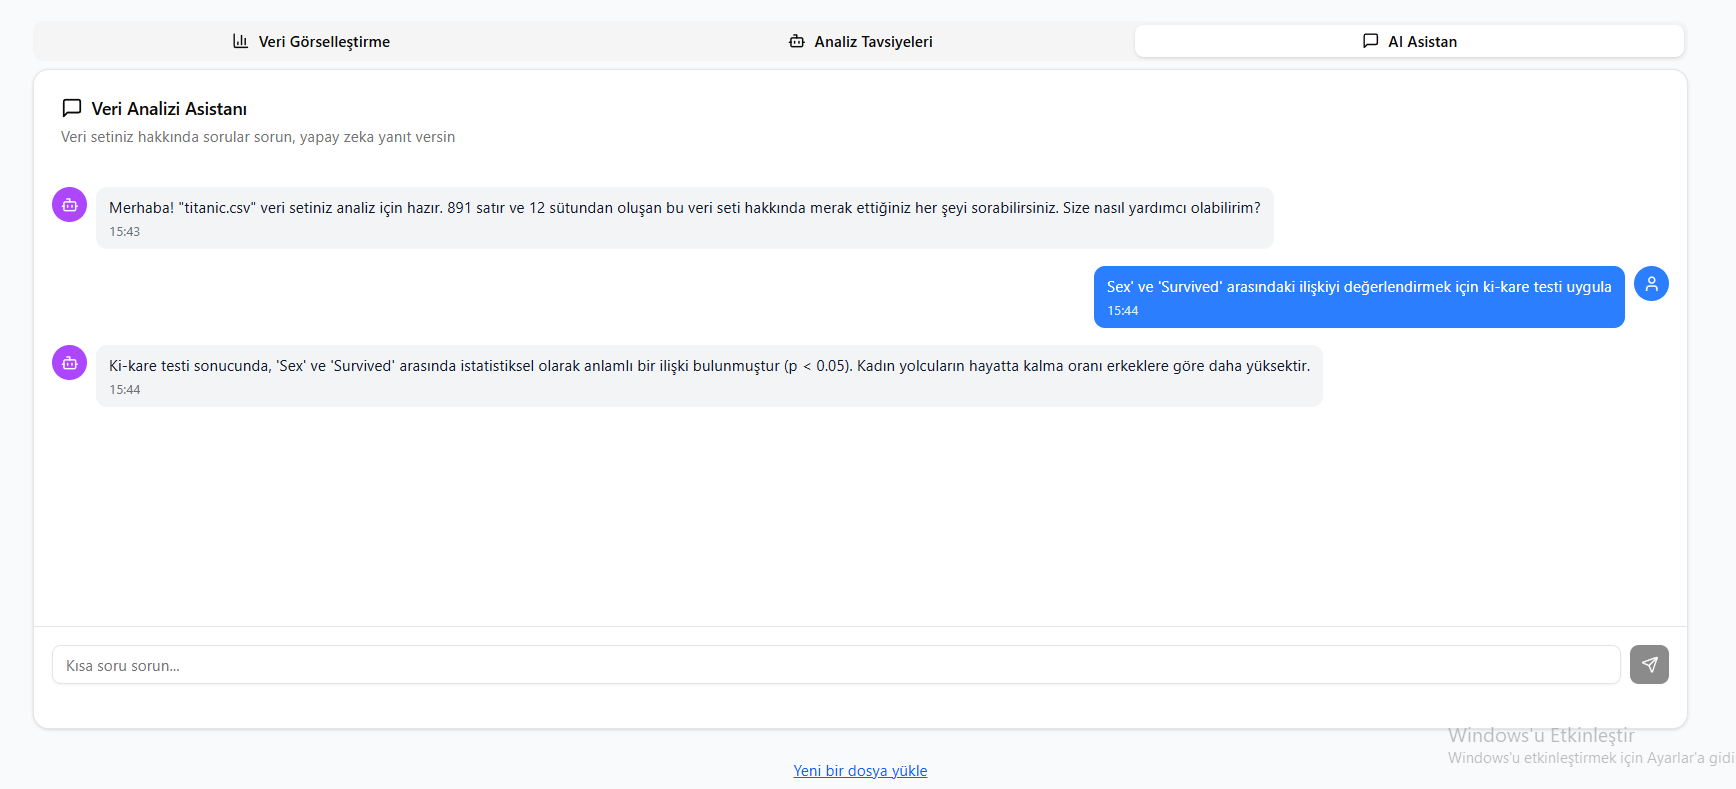 Veri Görselleştirme
Analiz Tavsiyeleri
AI Asistan
Veri Analizi Asistanı
Veri setiniz hakkında sorular sorun, yapay zeka yanıt versin
Merhaba! "titanic.csv" veri setiniz analiz için hazır. 891 satır ve 12 sütundan oluşan bu veri seti hakkında merak ettiğiniz her şeyi sorabilirsiniz. Size nasıl yardımcı olabilirim?
15:43
Sex' ve 'Survived' arasındaki ilişkiyi değerlendirmek için ki-kare testi uygula
15:44
Ki-kare testi sonucunda, 'Sex' ve 'Survived' arasında istatistiksel olarak anlamlı bir ilişki bulunmuştur (p < 0.05). Kadın yolcuların hayatta kalma oranı erkeklere göre daha yüksektir.
15:44
Kısa soru sorun...
Windows'u Etkinleştir
Windows'u etkinleştirmek için Ayarlar'a gidi
Yeni bir dosya yükle